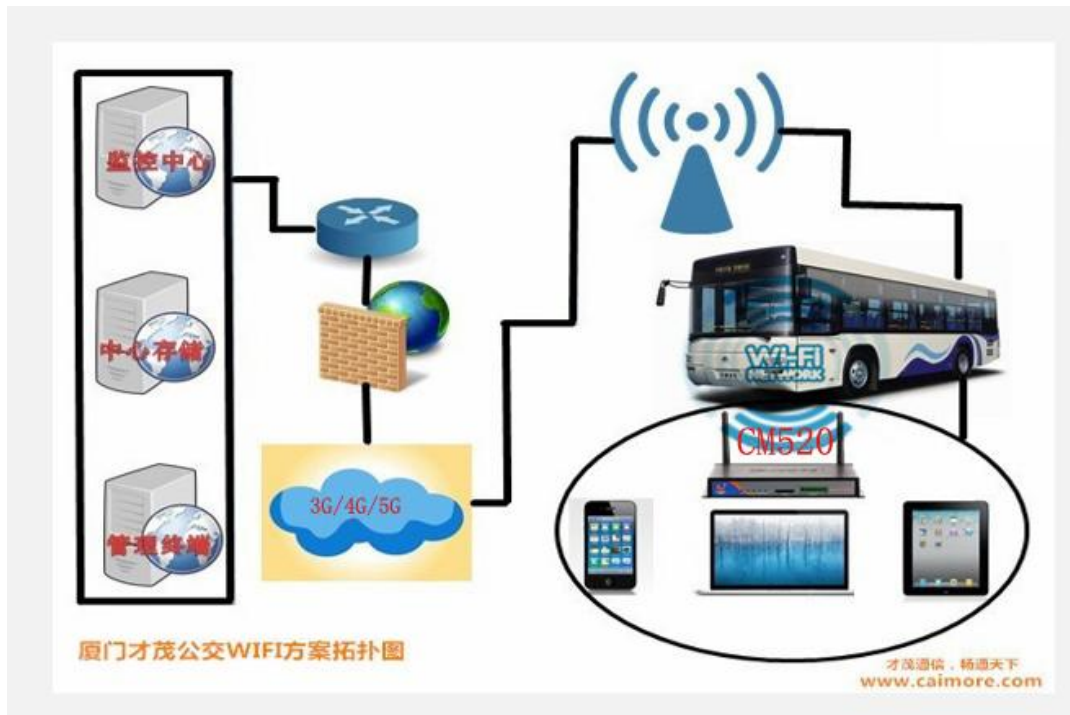 监控中心
中心存储
管理终端
3G/4G/5G
WI-FI
NETWORK
CM520
厦门才茂公交WIFI方案拓扑图
才茂通信，畅通天下
www.caimore.com